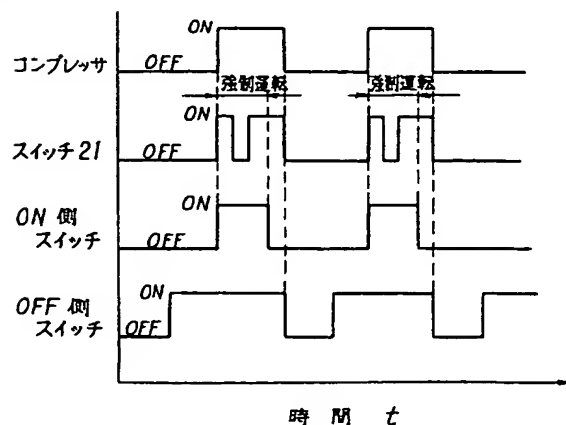 ON
コンプレッサ OFF
強制運転 強制運転
ON
スイッチ21 OFF
ON
ON 側
スイッチ OFF
ON
OFF 側
スイッチ OFF
時間 t